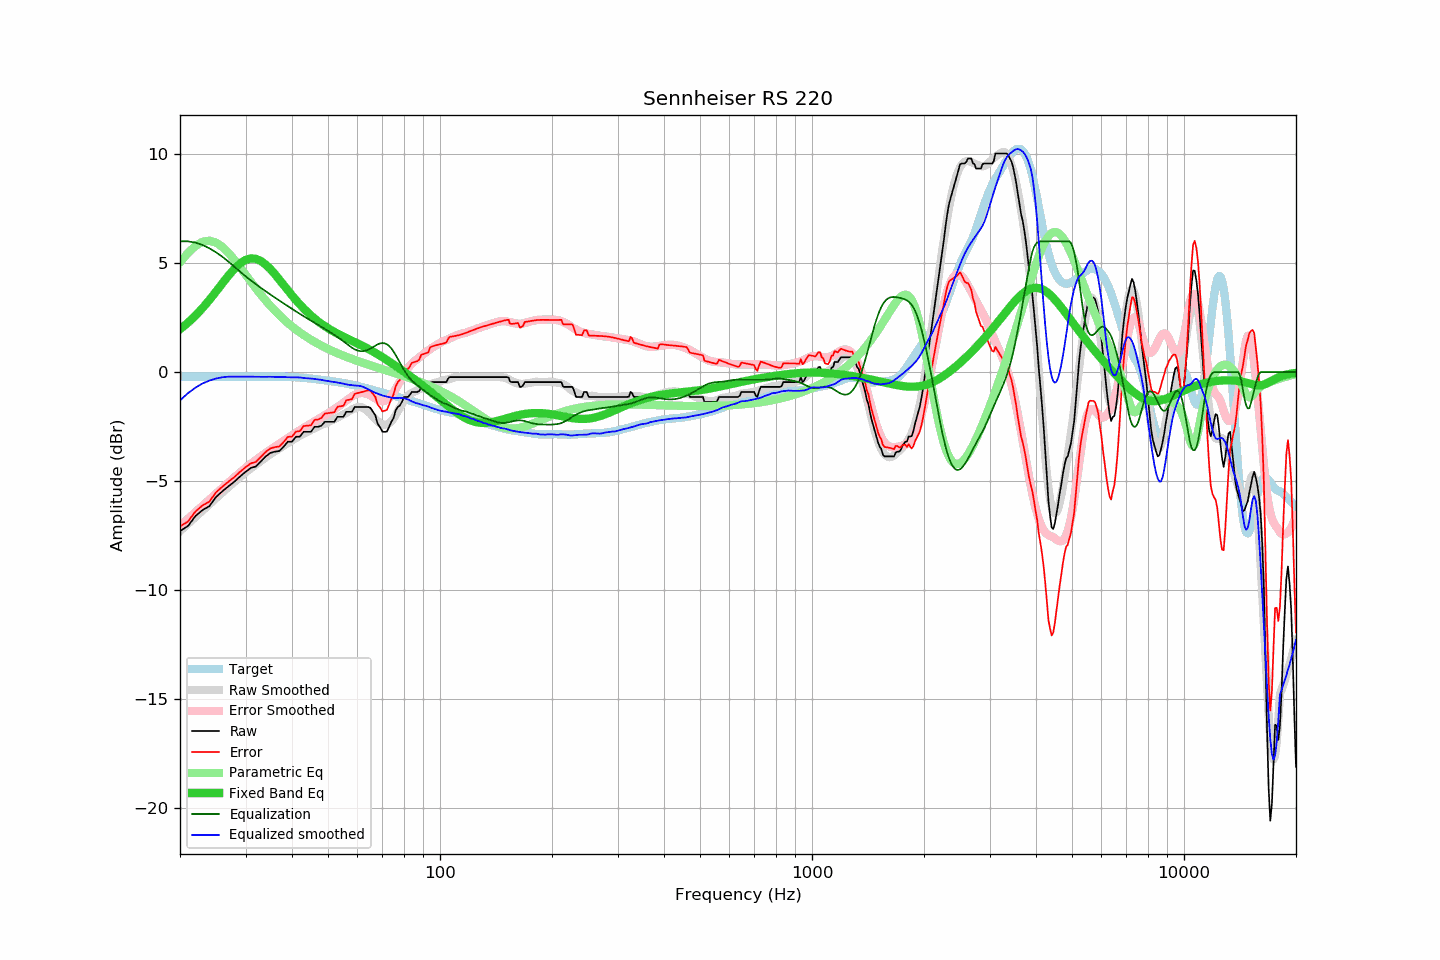 Sennheiser RS 220
10
5
0
−5
−10
−15
−20
Amplitude (dBr)
Target
Raw Smoothed
Error Smoothed
Raw
Error
Parametric Eq
Fixed Band Eq
Equalization
Equalized smoothed
100
1000
10000
Frequency (Hz)